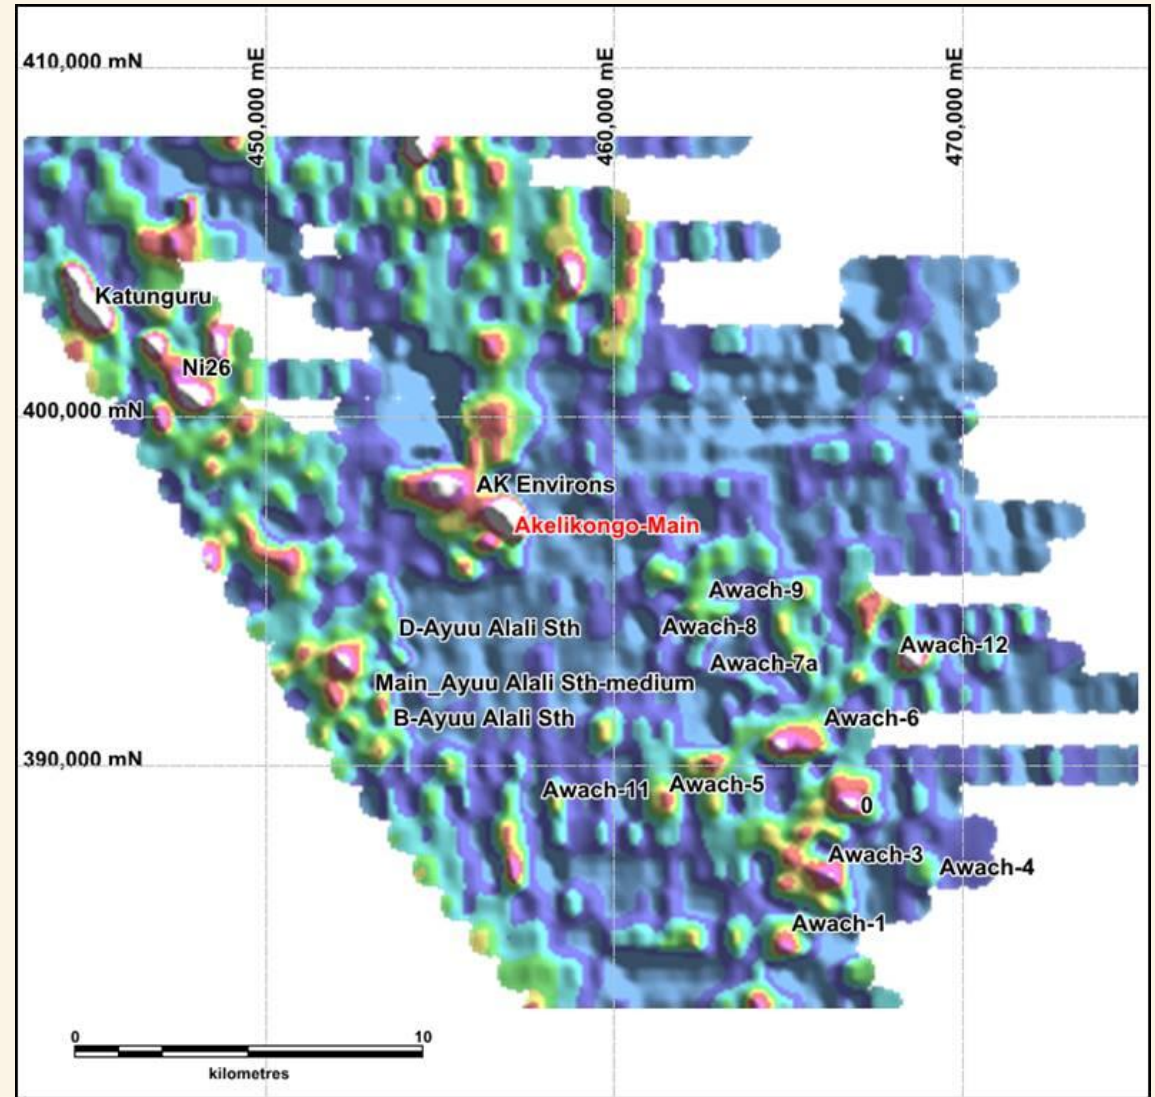 410,000 mN
450,000 mE
460,000 mE
470,000 mE
Katunguru
Ni26
400,000 mN
AK Environs
Akelikongo-Main
Awach-9
D-Ayuu Alali Sth
Awach-8
Awach-12
Awach-7a
Main_Ayuu Alali Sth-medium
B-Ayuu Alali Sth
Awach-6
390,000 mN
Awach-11
Awach-5
0
Awach-3
Awach-4
Awach-1
0
10
kilometres